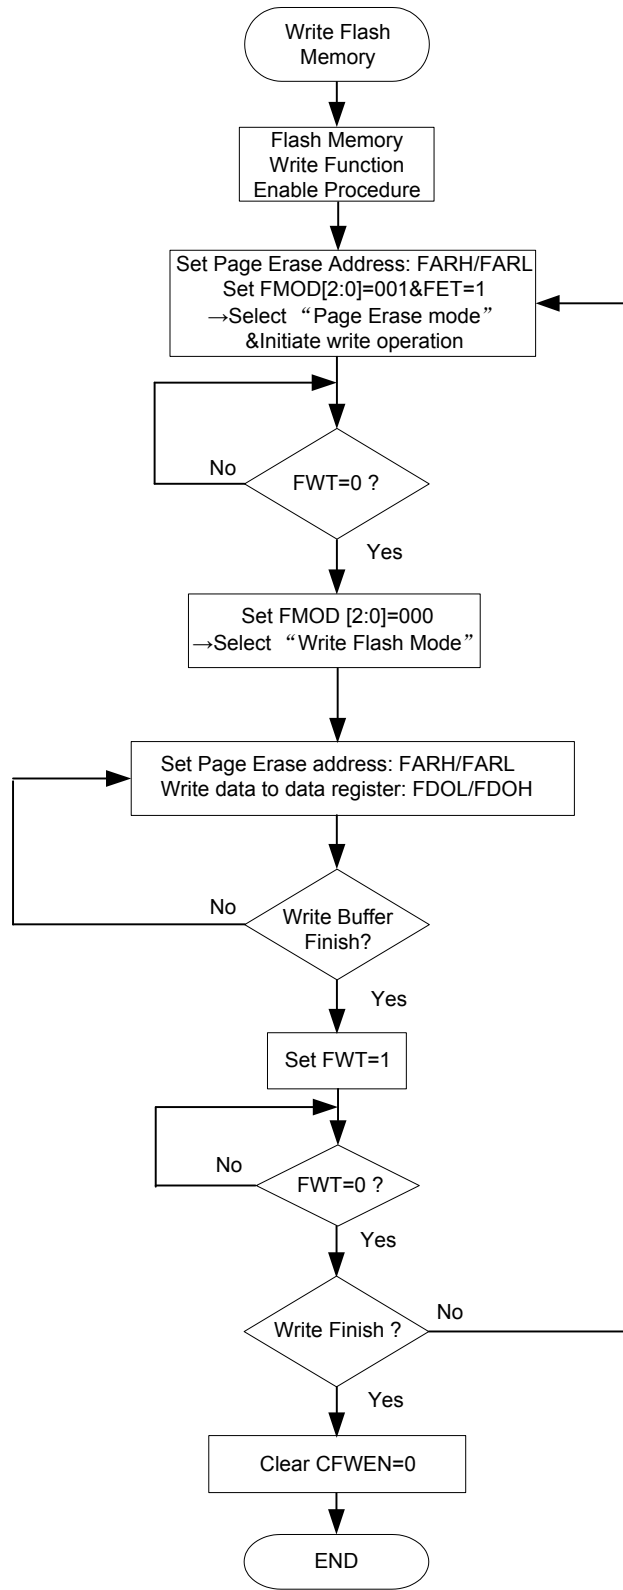 Write Flash
Memory
Flash Memory
Write Function
Enable Procedure
Set Page Erase Address: FARH/FARL
Set FMOD[2:0]=001&FET=1
→Select “Page Erase mode”
&Initiate write operation
No
FWT=0 ?
Yes
Set FMOD [2:0]=000
→Select “Write Flash Mode”
Set Page Erase address: FARH/FARL
Write data to data register: FDOL/FDOH
No
Write Buffer
Finish?
Yes
Set FWT=1
No
FWT=0 ?
Yes
Write Finish ?
No
Yes
Clear CFWEN=0
END